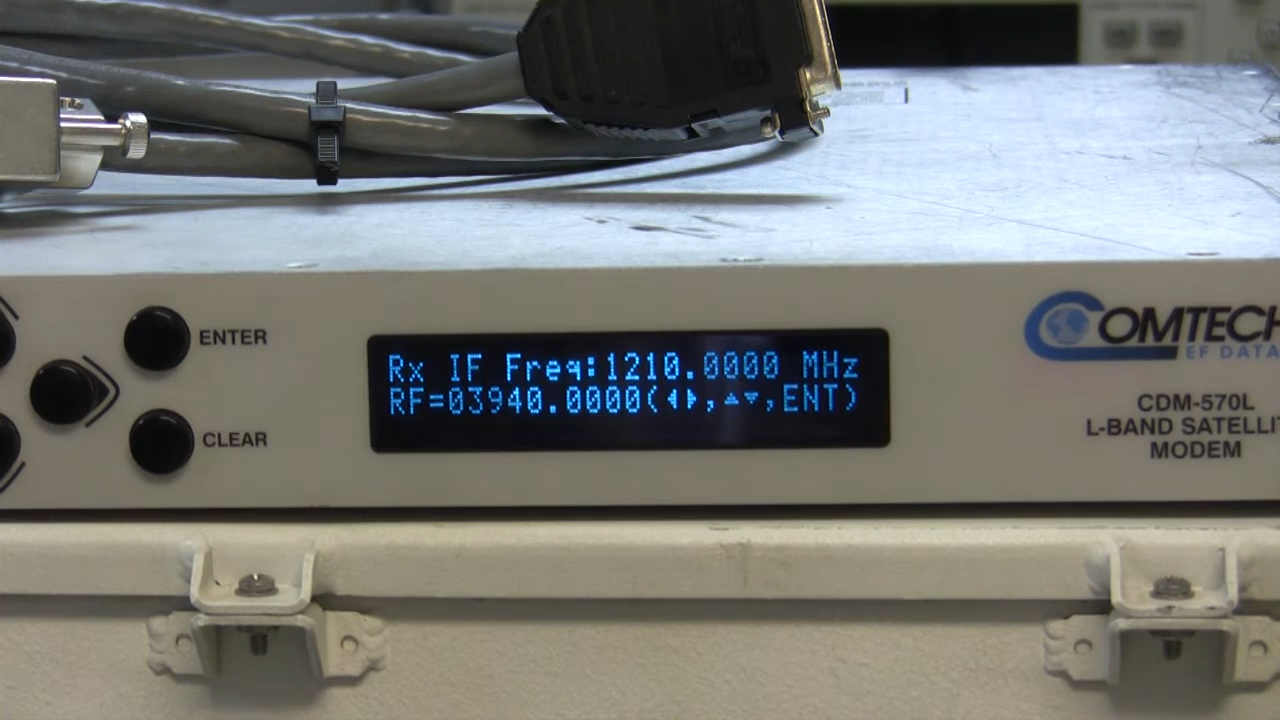 ENTER
CLEAR
Rx IF Freq:1210.0000 MHz
RF=03940.0000(◀▶,▲▼,ENT)
COMTECH
EF DATA
CDM-570L
L-BAND SATELLIT
MODEM